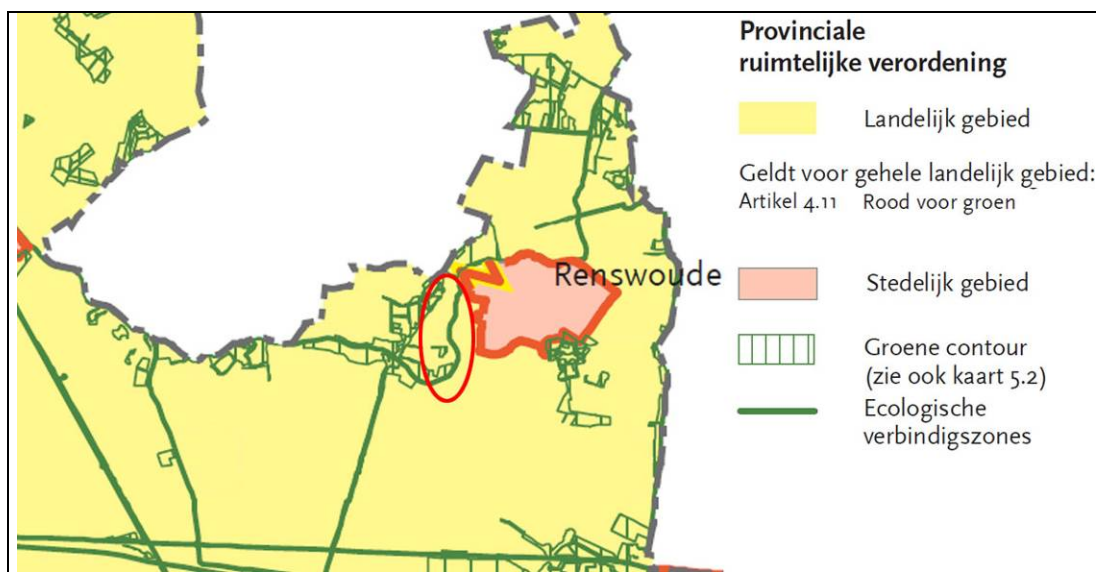 Provinciale
ruimtelijke verordening
Landelijk gebied
Geldt voor gehele landelijk gebied:
Artikel 4.11 Rood voor groen
Renswoude
Stedelijk gebied
Groene contour
(zie ook kaart 5.2)
Ecologische
verbindigszones